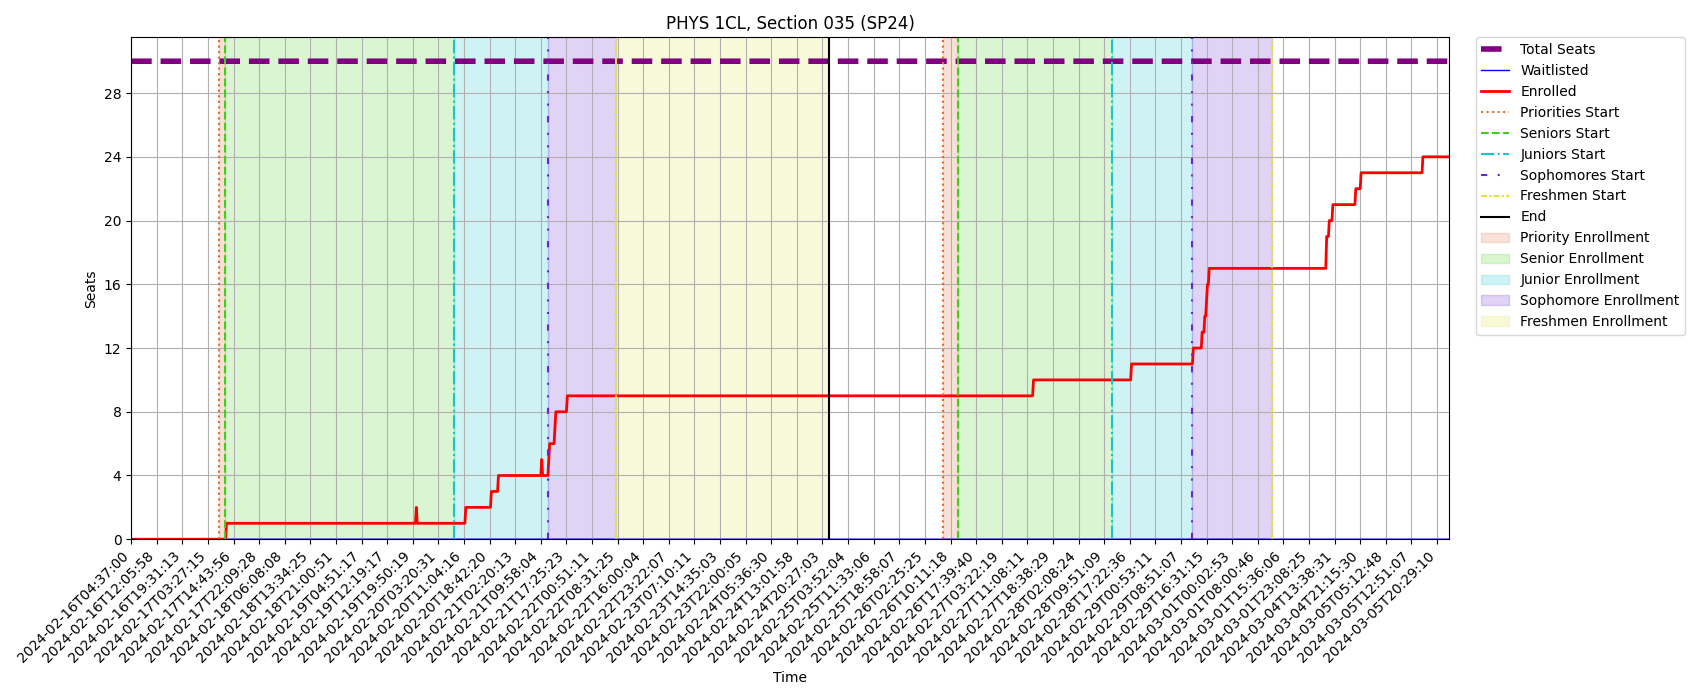 PHYS 1CL, Section 035 (SP24)
Total Seats
Waitlisted
Enrolled
Priorities Start
Seniors Start
Juniors Start
Sophomores Start
Freshmen Start
End
Priority Enrollment
Senior Enrollment
Junior Enrollment
Sophomore Enrollment
Freshmen Enrollment
Seats
28
24
20
16
12
8
4
0
2024-02-16T04:37:00
2024-02-16T12:05:58
2024-02-16T19:31:13
2024-02-17T03:27:15
2024-02-17T14:43:56
2024-02-17T22:09:28
2024-02-18T06:08:08
2024-02-18T13:34:25
2024-02-18T21:00:51
2024-02-19T04:51:17
2024-02-19T12:19:17
2024-02-19T19:50:19
2024-02-20T03:20:31
2024-02-20T11:04:16
2024-02-20T18:42:20
2024-02-21T02:20:13
2024-02-21T09:58:04
2024-02-21T17:25:23
2024-02-22T00:51:11
2024-02-22T08:31:25
2024-02-22T16:00:04
2024-02-22T23:22:07
2024-02-23T07:10:11
2024-02-23T14:35:03
2024-02-23T22:00:05
2024-02-24T05:36:30
2024-02-24T13:01:58
2024-02-24T20:27:03
2024-02-25T03:52:04
2024-02-25T11:33:06
2024-02-25T18:58:07
2024-02-26T02:25:25
2024-02-26T10:11:18
2024-02-26T17:39:40
2024-02-27T03:22:19
2024-02-27T11:08:11
2024-02-27T18:38:29
2024-02-28T02:08:24
2024-02-28T09:51:09
2024-02-28T17:22:36
2024-02-29T00:53:11
2024-02-29T08:51:07
2024-02-29T16:31:15
2024-03-01T00:02:53
2024-03-01T08:00:46
2024-03-01T15:36:06
2024-03-01T23:08:25
2024-03-04T13:38:31
2024-03-04T21:15:30
2024-03-05T05:12:48
2024-03-05T12:51:07
2024-03-05T20:29:10
Time